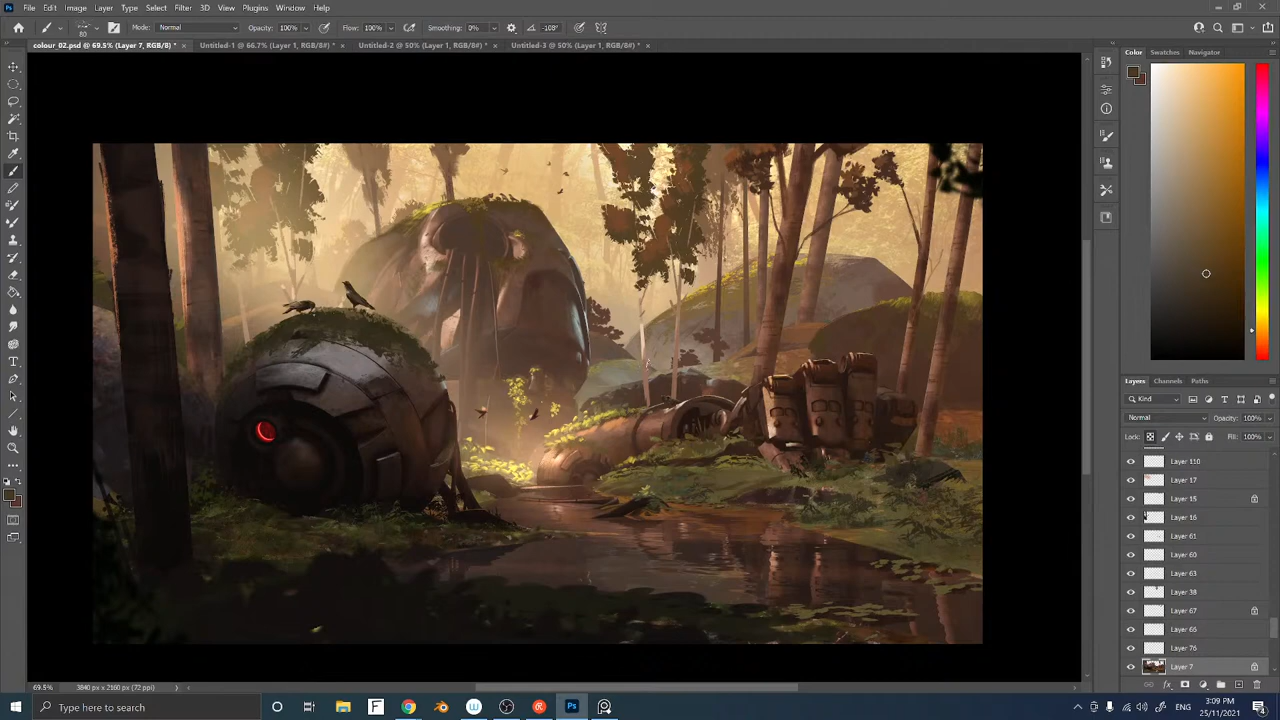 File Edit Image Layer Type Select Filter 3D View Plugins Window Help
80 Mode: Normal Opacity: 100% Flow: 100% Smoothing: 0% -108°
colour_02.psd @ 69.5% (Layer 7, RGB/8) * Untitled-1 @ 66.7% (Layer 1, RGB/8#) * Untitled-2 @ 50% (Layer 1, RGB/8#) * Untitled-3 @ 50% (Layer 1, RGB/8#) *
Color Swatches Navigator
Layers Channels Paths
Kind
Normal Opacity: 100%
Lock: Fill: 100%
Layer 110
Layer 17
Layer 15
Layer 16
Layer 61
Layer 60
Layer 63
Layer 38
Layer 67
Layer 66
Layer 76
Layer 7
69.5% 3840 px x 2160 px (72 ppi)
Type here to search
3:09 PM
25/11/2021